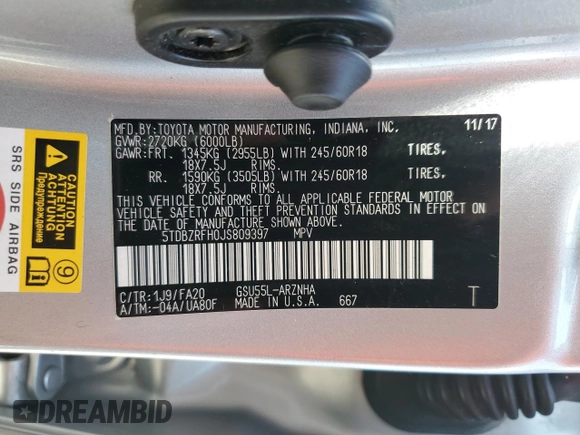 MFD.BY:TOYOTA MOTOR MANUFACTURING, INDIANA, INC. 11/17
GVWR:2720KG (6000LB)
GAWR:FRT. 1345KG (2955LB) WITH 245/60R18 TIRES,
18X7.5J RIMS.
RR. 1590KG (3505LB) WITH 245/60R18 TIRES,
18X7.5J RIMS.
THIS VEHICLE CONFORMS TO ALL APPLICABLE FEDERAL MOTOR
VEHICLE SAFETY AND THEFT PREVENTION STANDARDS IN EFFECT ON
THE DATE OF MANUFACTURE SHOWN ABOVE.
5TDBZRFH0JS809397 MPV
C/TR:1J9/FA20 GSU55L-ARZNHA
A/TM:-04A/UA80F MADE IN U.S.A. 667 T
SRS SIDE AIRBAG
CAUTION
ATTENTION
ACHTUNG
Предупреждение
9
DREAMBID